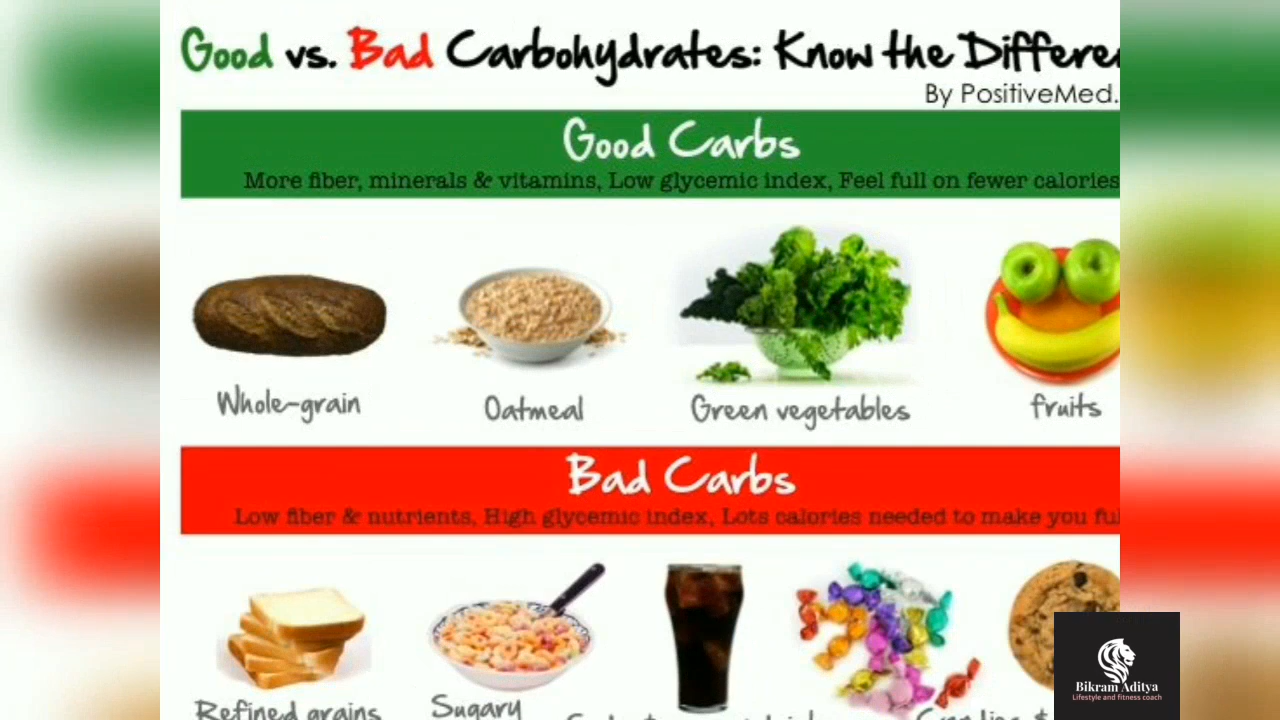 Good vs. Bad Carbohydrates: Know the Differe
By PositiveMed.
Good Carbs
More fiber, minerals & vitamins, Low glycemic index, Feel full on fewer calories
Whole-grain
Oatmeal
Green vegetables
fruits
Bad Carbs
Low fiber & nutrients, High glycemic index, Lots calories needed to make you ful
Refined grains
Sugary
Bikram Aditya
Lifestyle and fitness coach